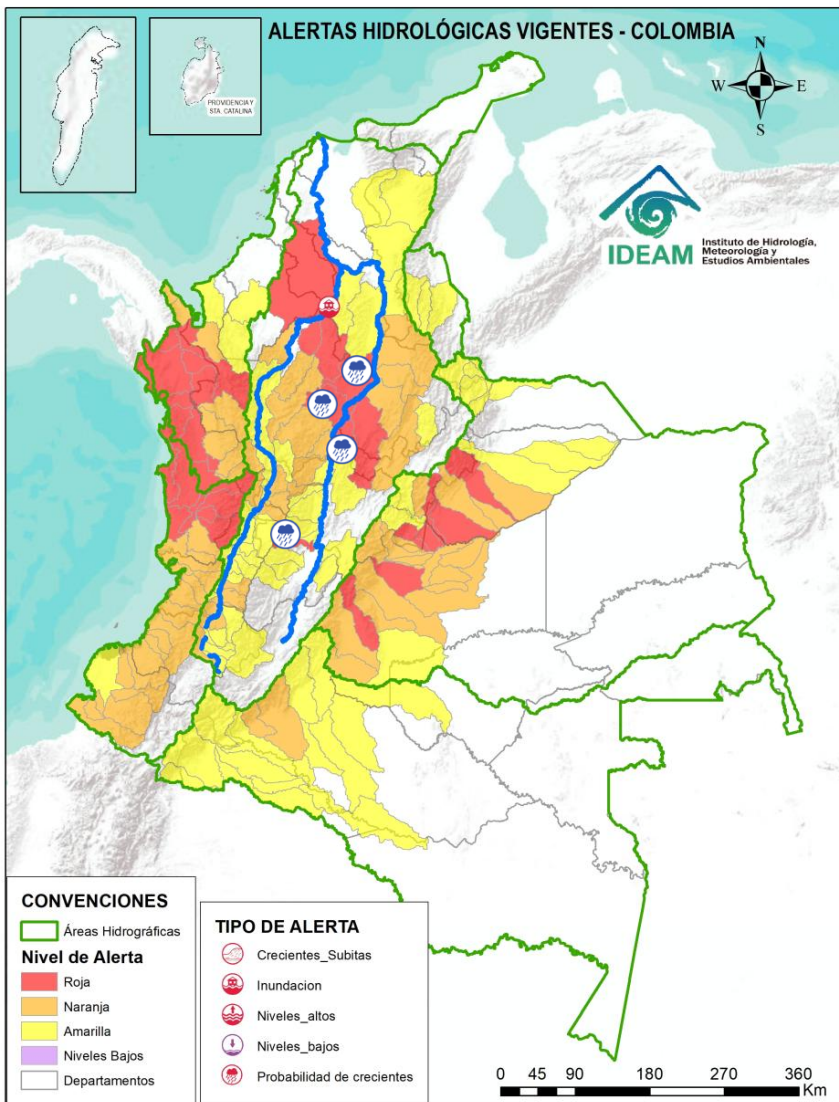 ALERTAS HIDROLÓGICAS VIGENTES - COLOMBIA
PROVIDENCIA Y
STA. CATALINA
N
W
E
S
IDEAM
Instituto de Hidrología,
Meteorología y
Estudios Ambientales
CONVENCIONES
Áreas Hidrográficas
Nivel de Alerta
Roja
Naranja
Amarilla
Niveles Bajos
Departamentos
TIPO DE ALERTA
Crecientes_Subitas
Inundacion
Niveles_altos
Niveles_bajos
Probabilidad de crecientes
0 45 90 180 270 360
Km